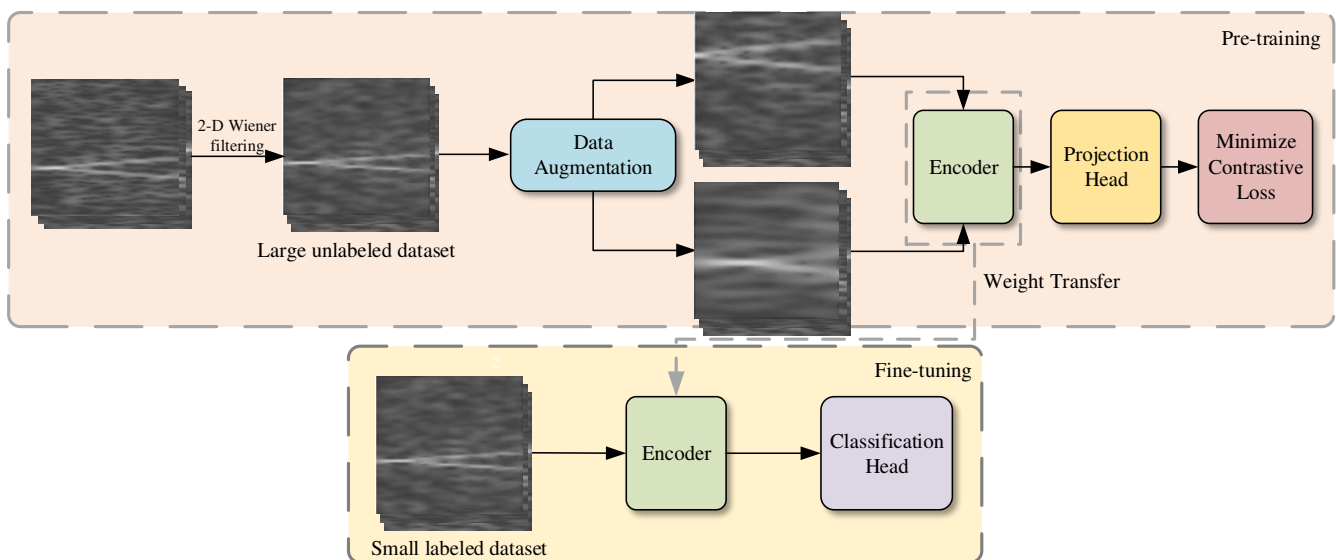 Pre-training
2-D Wiener
filtering
Large unlabeled dataset
Data
Augmentation
Encoder
Projection
Head
Minimize
Contrastive
Loss
Weight Transfer
2
Fine-tuning
Small labeled dataset
Encoder
Classification
Head